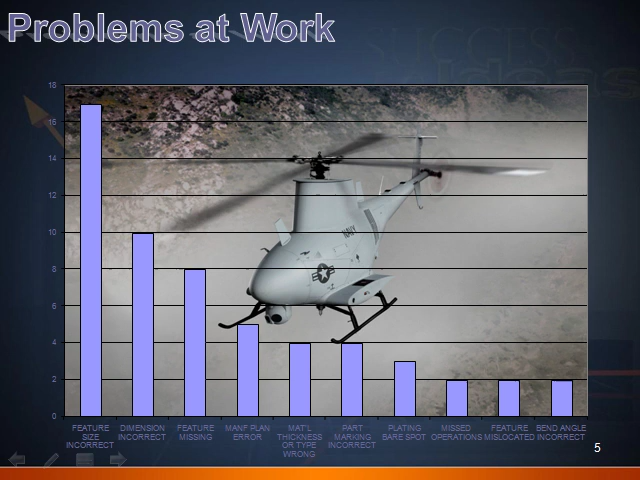 Problems at Work
SUCCESS
Ideas
18
16
14
12
10
8
6
4
2
0
NAVY
FEATURE
SIZE
INCORRECT
DIMENSION
INCORRECT
FEATURE
MISSING
MANF PLAN
ERROR
MAT'L
THICKNESS
OR TYPE
WRONG
PART
MARKING
INCORRECT
PLATING
BARE SPOT
MISSED
OPERATIONS
FEATURE
MISLOCATED
BEND ANGLE
INCORRECT
5